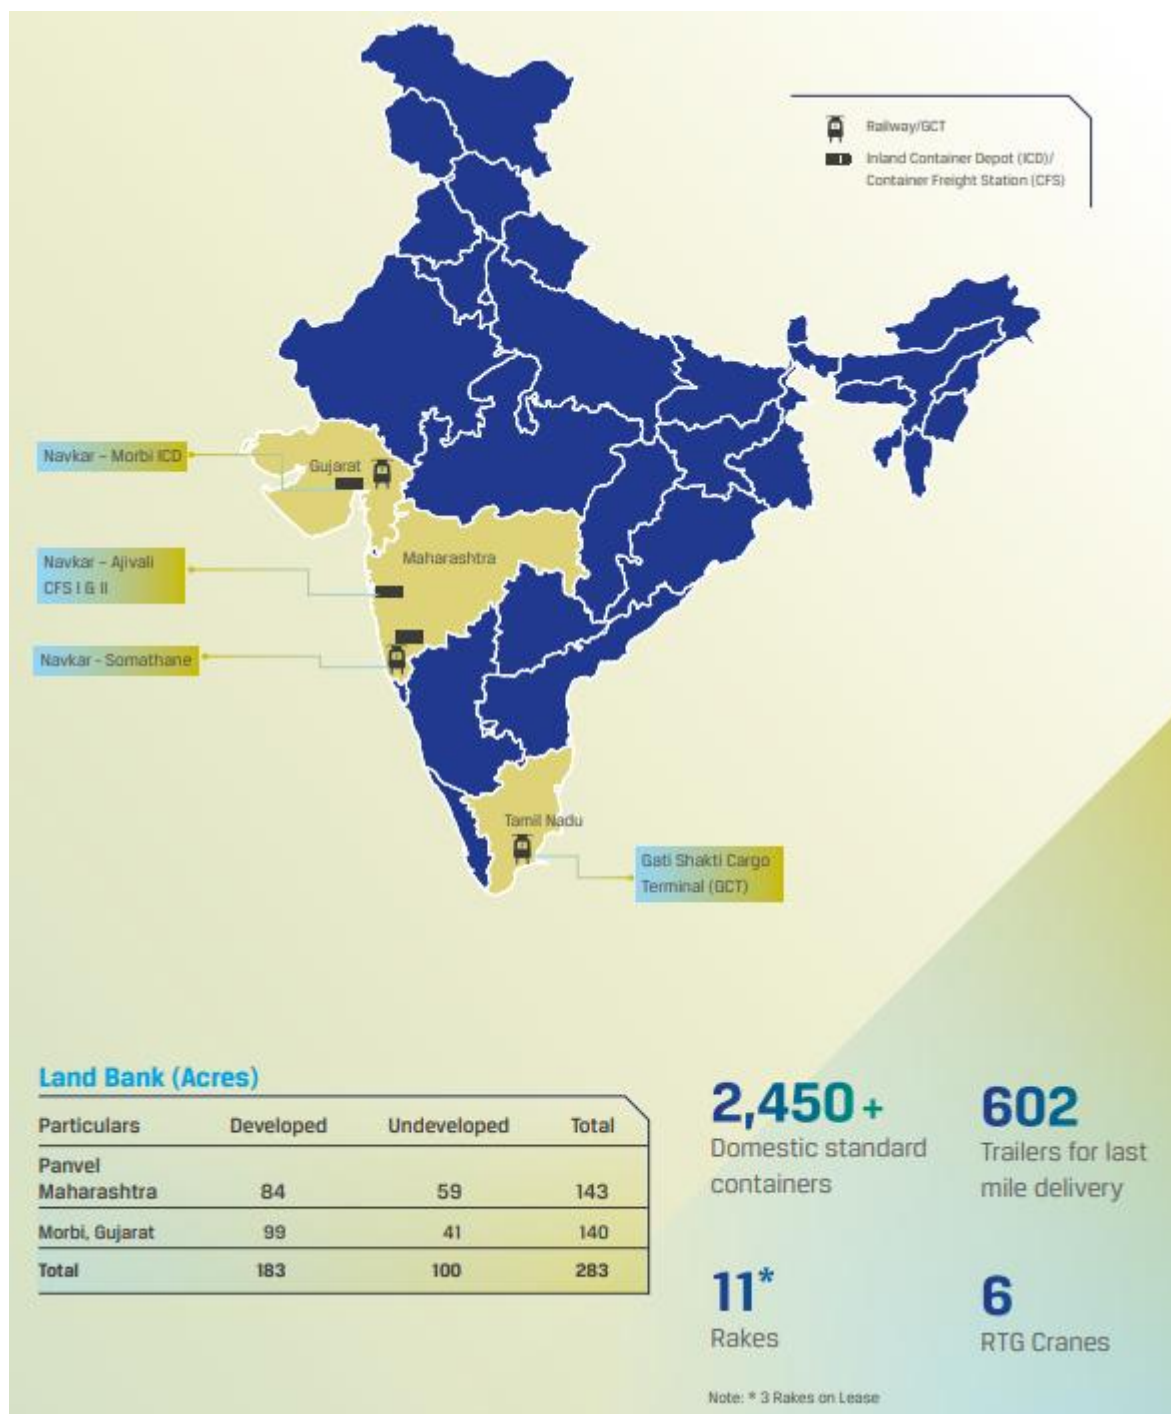 Railway/GCT
Inland Container Depot (ICD)/
Container Freight Station (CFS)
Navkar – Morbi ICD
Gujarat
Navkar – Ajivali
CFS I & II
Maharashtra
Navkar - Somathane
Tamil Nadu
Gati Shakti Cargo
Terminal (GCT)
Land Bank (Acres)
Particulars Developed Undeveloped Total
Panvel
Maharashtra 84 59 143
Morbi, Gujarat 99 41 140
Total 183 100 283
2,450 +
Domestic standard
containers
602
Trailers for last
mile delivery
11*
Rakes
6
RTG Cranes
Note: * 3 Rakes on Lease